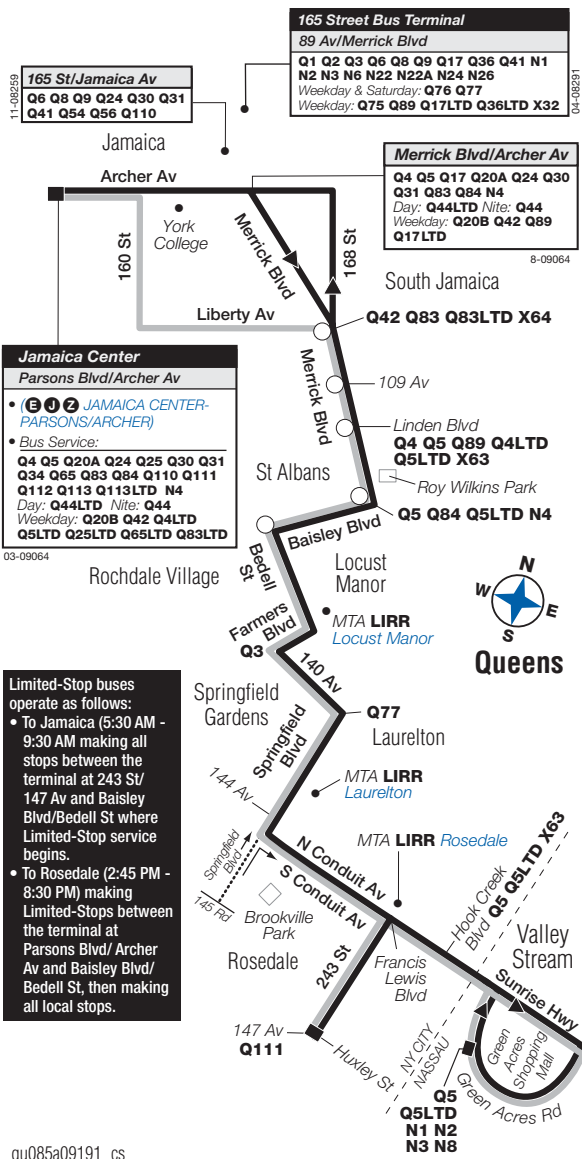 165 Street Bus Terminal
89 Av/Merrick Blvd
Q1 Q2 Q3 Q6 Q8 Q9 Q17 Q36 Q41 N1
N2 N3 N6 N22 N22A N24 N26
Weekday & Saturday: Q76 Q77
Weekday: Q75 Q89 Q17LTD Q36LTD X32
04-08291
11-08259
165 St/Jamaica Av
Q6 Q8 Q9 Q24 Q30 Q31
Q41 Q54 Q56 Q110
Jamaica
Merrick Blvd/Archer Av
Q4 Q5 Q17 Q20A Q24 Q30
Q31 Q83 Q84 N4
Day: Q44LTD Nite: Q44
Weekday: Q20B Q42 Q89
Q17LTD
8-09064
Archer Av
York
College
160 St
Merrick Blvd
168 St
South Jamaica
Liberty Av
Q42 Q83 Q83LTD X64
Jamaica Center
Parsons Blvd/Archer Av
• (E J Z JAMAICA CENTER-
PARSONS/ARCHER)
• Bus Service:
Q4 Q5 Q20A Q24 Q25 Q30 Q31
Q34 Q65 Q83 Q84 Q110 Q111
Q112 Q113 Q113LTD N4
Day: Q44LTD Nite: Q44
Weekday: Q20B Q42 Q4LTD
Q5LTD Q25LTD Q65LTD Q83LTD
03-09064
Merrick Blvd
109 Av
Linden Blvd
Q4 Q5 Q89 Q4LTD
Q5LTD X63
St Albans
Roy Wilkins Park
Q5 Q84 Q5LTD N4
Baisley Blvd
Rochdale Village
Bedell
St
Locust
Manor
Farmers
Blvd
Q3
MTA LIRR
Locust Manor
N
W
E
S
Queens
140 Av
Springfield
Gardens
Q77
Laurelton
Springfield
Blvd
144 Av
MTA LIRR
Laurelton
Limited-Stop buses
operate as follows:
• To Jamaica (5:30 AM -
9:30 AM making all
stops between the
terminal at 243 St/
147 Av and Baisley
Blvd/Bedell St where
Limited-Stop service
begins.
• To Rosedale (2:45 PM -
8:30 PM) making
Limited-Stops between
the terminal at
Parsons Blvd/ Archer
Av and Baisley Blvd/
Bedell St, then making
all local stops.
MTA LIRR Rosedale
Springfield
Blvd
145 Rd
N Conduit Av
S Conduit Av
Brookville
Park
Rosedale
243 St
Francis
Lewis
Blvd
Hook Creek
Blvd Q5 Q5LTD X63
Valley
Stream
Sunrise Hwy
147 Av
Q111
Huxley St
NY CITY
NASSAU
Green
Acres
Shopping
Mall
Green Acres Rd
Q5
Q5LTD
N1 N2
N3 N8
qu085a09191_cs